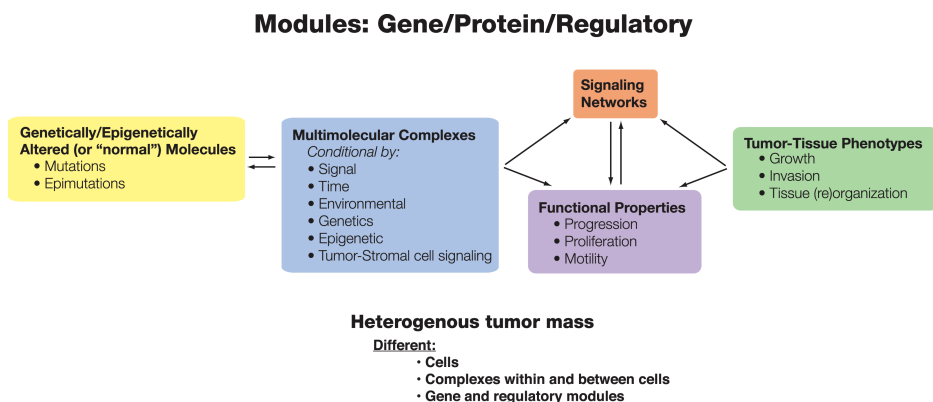 Modules: Gene/Protein/Regulatory
Genetically/Epigenetically
Altered (or “normal”) Molecules
• Mutations
• Epimutations
Multimolecular Complexes
Conditional by:
• Signal
• Time
• Environmental
• Genetics
• Epigenetic
• Tumor-Stromal cell signaling
Signaling
Networks
Functional Properties
• Progression
• Proliferation
• Motility
Tumor-Tissue Phenotypes
• Growth
• Invasion
• Tissue (re)organization
Heterogenous tumor mass
Different:
• Cells
• Complexes within and between cells
• Gene and regulatory modules